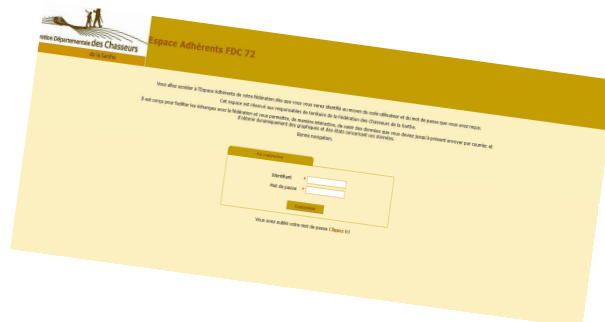 ration Départementale des Chasseurs
de la Sarthe
Espace Adhérents FDC 72
Vous allez accéder à l'Espace Adhérents de votre fédération dès que vous vous serez identifié au moyen du code utilisateur et du mot de passe que vous avez reçus.
Cet espace est réservé aux responsables de territoire de la Fédération des Chasseurs de la Sarthe.
Il est conçu pour faciliter les échanges avec la fédération et vous permettre, de manière interactive, de saisir des données que vous deviez jusqu'à présent envoyer par courrier, et
d'obtenir dynamiquement des graphiques et des états concernant vos données.
Bonne navigation.
Identifiant *
Mot de passe *
Connexion
Vous avez oublié votre mot de passe Cliquez ici